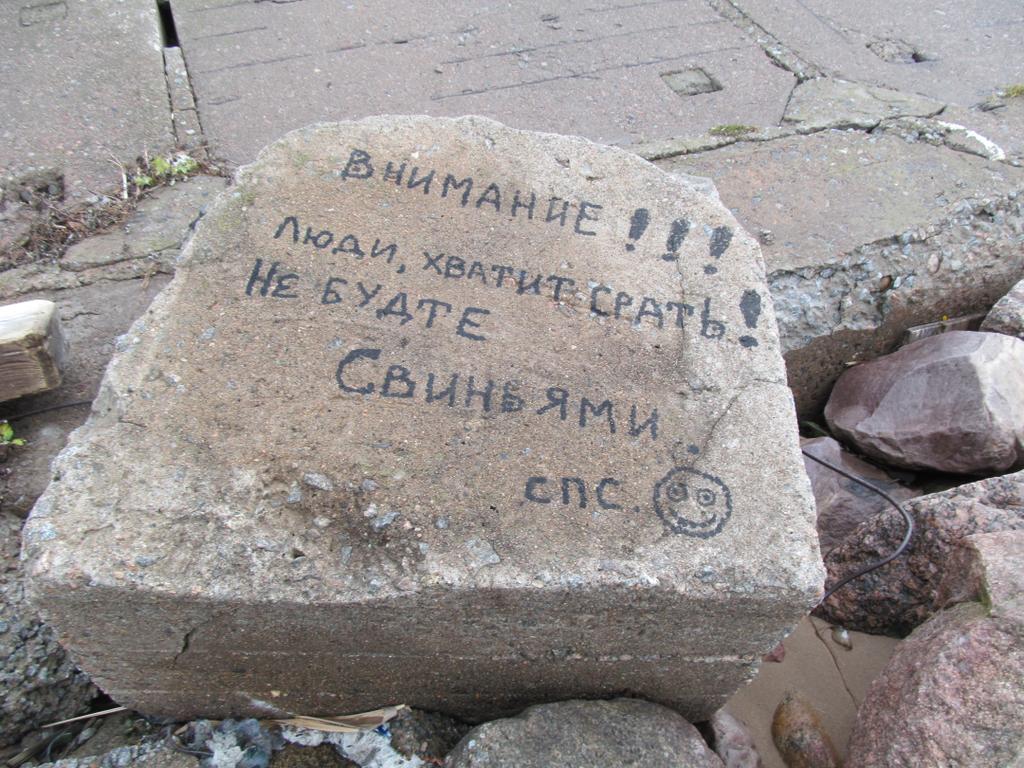 ВНИМАНИЕ!!!
ЛЮДИ, ХВАТИТ СРАТЬ!
НЕ БУДТЕ
СВИНЬЯМИ.
СПС.